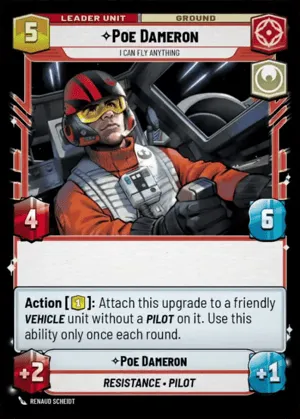 LEADER UNIT
GROUND
5
✧POE DAMERON
I CAN FLY ANYTHING
4
6
Action [1]: Attach this upgrade to a friendly
VEHICLE unit without a PILOT on it. Use this
ability only once each round.
✧POE DAMERON
+2
RESISTANCE • PILOT
+1
RENAUD SCHEIDT